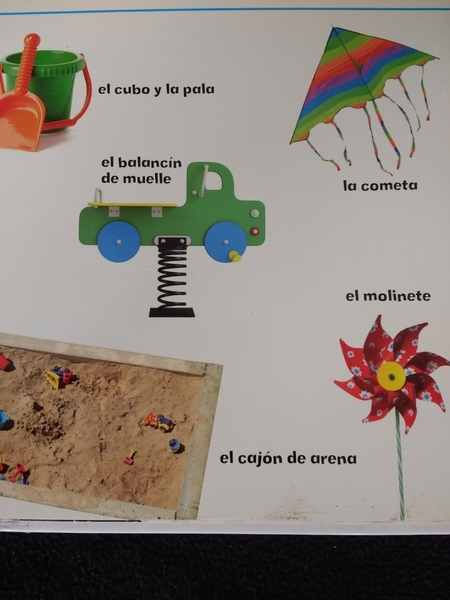 el cubo y la pala
el balancín
de muelle
la cometa
el molinete
el cajón de arena